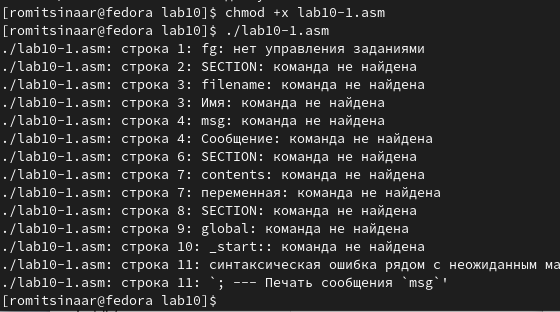 [romitsinaar@fedora lab10]$ chmod +x lab10-1.asm
[romitsinaar@fedora lab10]$ ./lab10-1.asm
./lab10-1.asm: строка 1: fg: нет управления заданиями
./lab10-1.asm: строка 2: SECTION: команда не найдена
./lab10-1.asm: строка 3: filename: команда не найдена
./lab10-1.asm: строка 3: Имя: команда не найдена
./lab10-1.asm: строка 4: msg: команда не найдена
./lab10-1.asm: строка 4: Сообщение: команда не найдена
./lab10-1.asm: строка 6: SECTION: команда не найдена
./lab10-1.asm: строка 7: contents: команда не найдена
./lab10-1.asm: строка 7: переменная: команда не найдена
./lab10-1.asm: строка 8: SECTION: команда не найдена
./lab10-1.asm: строка 9: global: команда не найдена
./lab10-1.asm: строка 10: _start:: команда не найдена
./lab10-1.asm: строка 11: синтаксическая ошибка рядом с неожиданным ма
./lab10-1.asm: строка 11: `; --- Печать сообщения `msg`'
[romitsinaar@fedora lab10]$